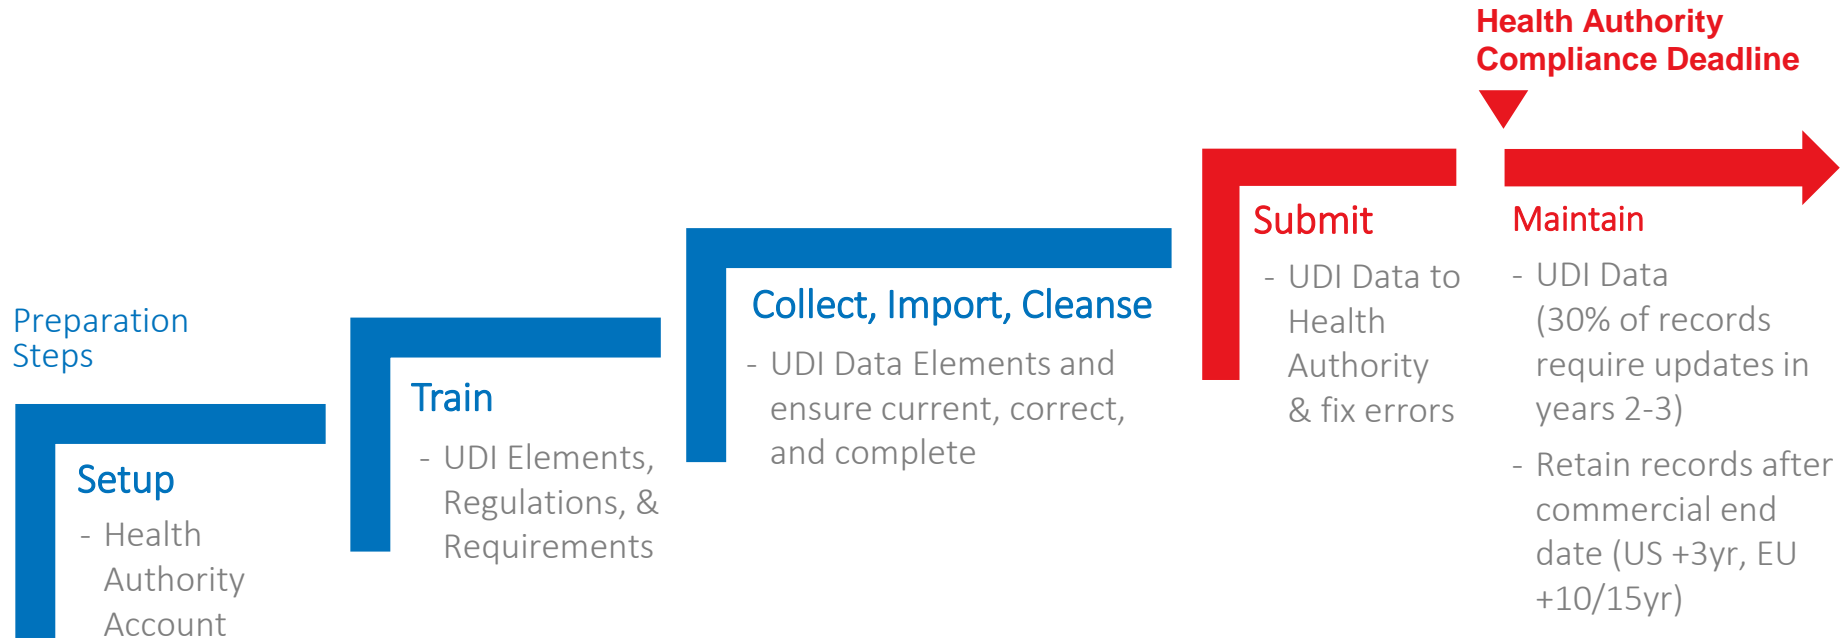 Health Authority
Compliance Deadline
Preparation
Steps
Setup
- Health
Authority
Account
Train
- UDI Elements,
Regulations, &
Requirements
Collect, Import, Cleanse
- UDI Data Elements and
ensure current, correct,
and complete
Submit
- UDI Data to
Health
Authority
& fix errors
Maintain
- UDI Data
(30% of records
require updates in
years 2-3)
- Retain records after
commercial end
date (US +3yr, EU
+10/15yr)